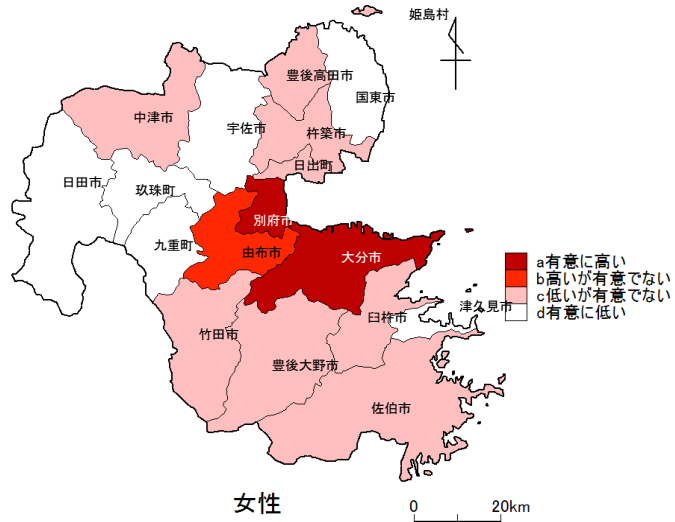 姫島村
豊後高田市
国東市
中津市
宇佐市
杵築市
日出町
日田市
玖珠町
別府市
九重町
由布市
大分市
a有意に高い
b高いが有意でない
c低いが有意でない
d有意に低い
津久見市
臼杵市
竹田市
豊後大野市
佐伯市
女性
0 20km